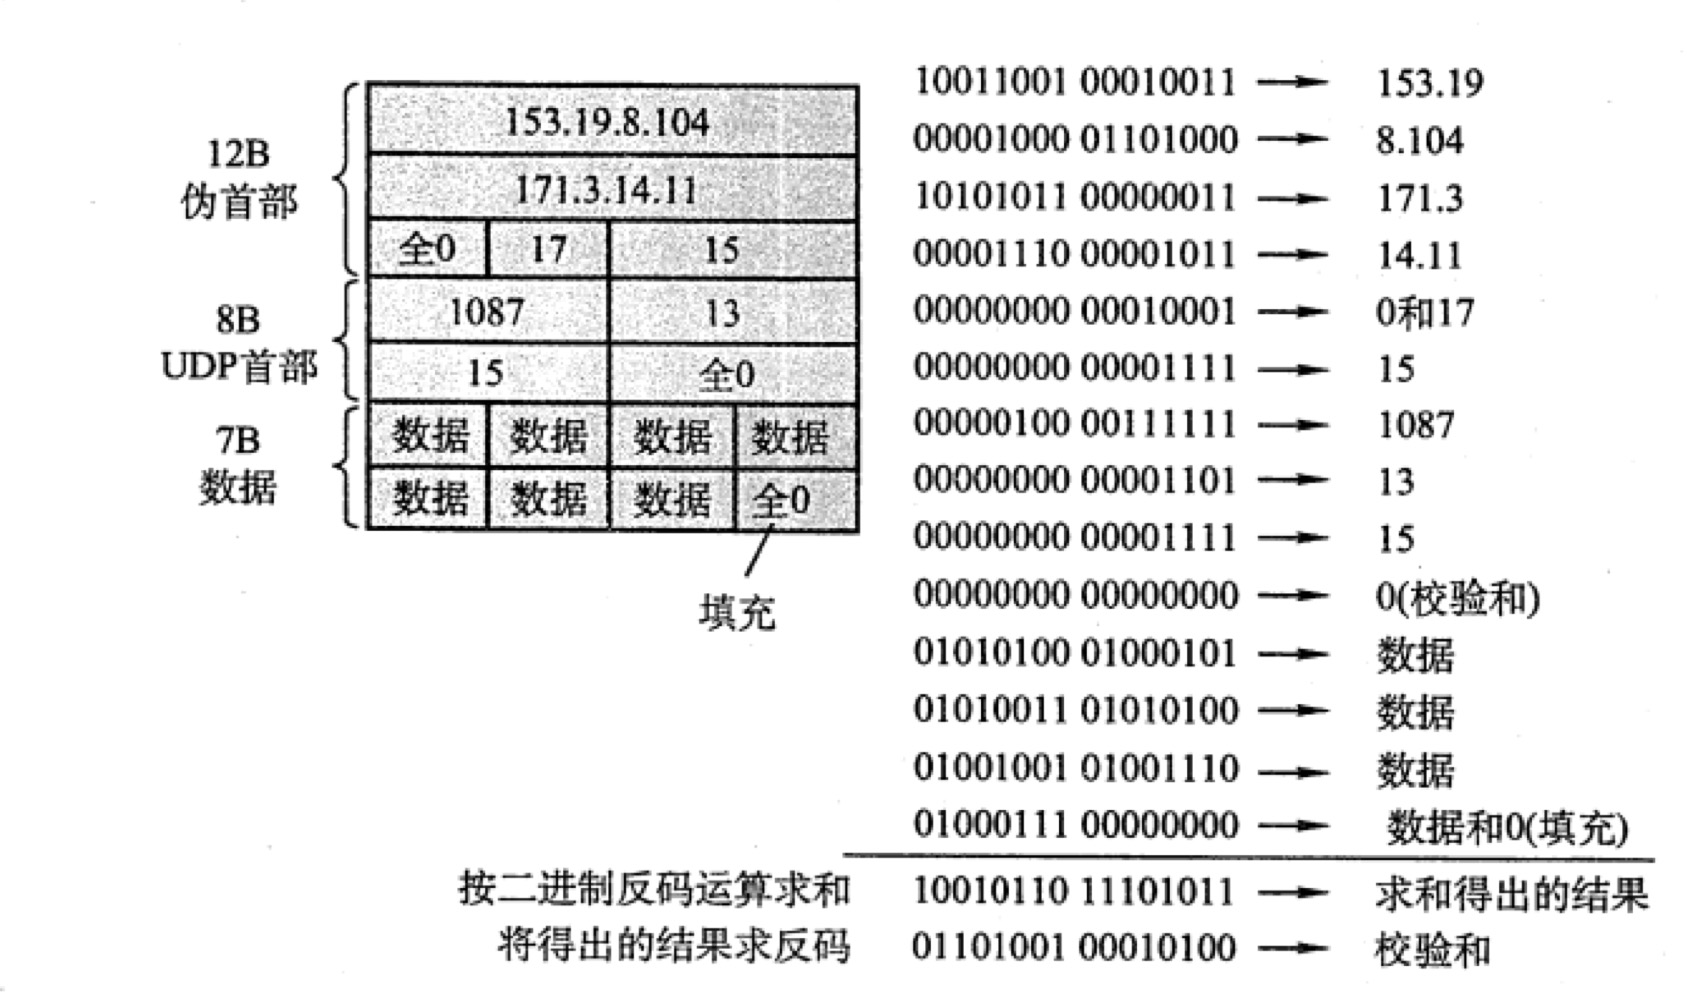 12B
伪首部
153.19.8.104
171.3.14.11
全0 17 15
8B
UDP首部
1087 13
15 全0
7B
数据
数据 数据 数据 数据
数据 数据 数据 全0
填充
10011001 00010011 → 153.19
00001000 01101000 → 8.104
10101011 00000011 → 171.3
00001110 00001011 → 14.11
00000000 00010001 → 0和17
00000000 00001111 → 15
00000100 00111111 → 1087
00000000 00001101 → 13
00000000 00001111 → 15
00000000 00000000 → 0(校验和)
01010100 01000101 → 数据
01010011 01010100 → 数据
01001001 01001110 → 数据
01000111 00000000 → 数据和0(填充)
按二进制反码运算求和 10010110 11101011 → 求和得出的结果
将得出的结果求反码 01101001 00010100 → 校验和